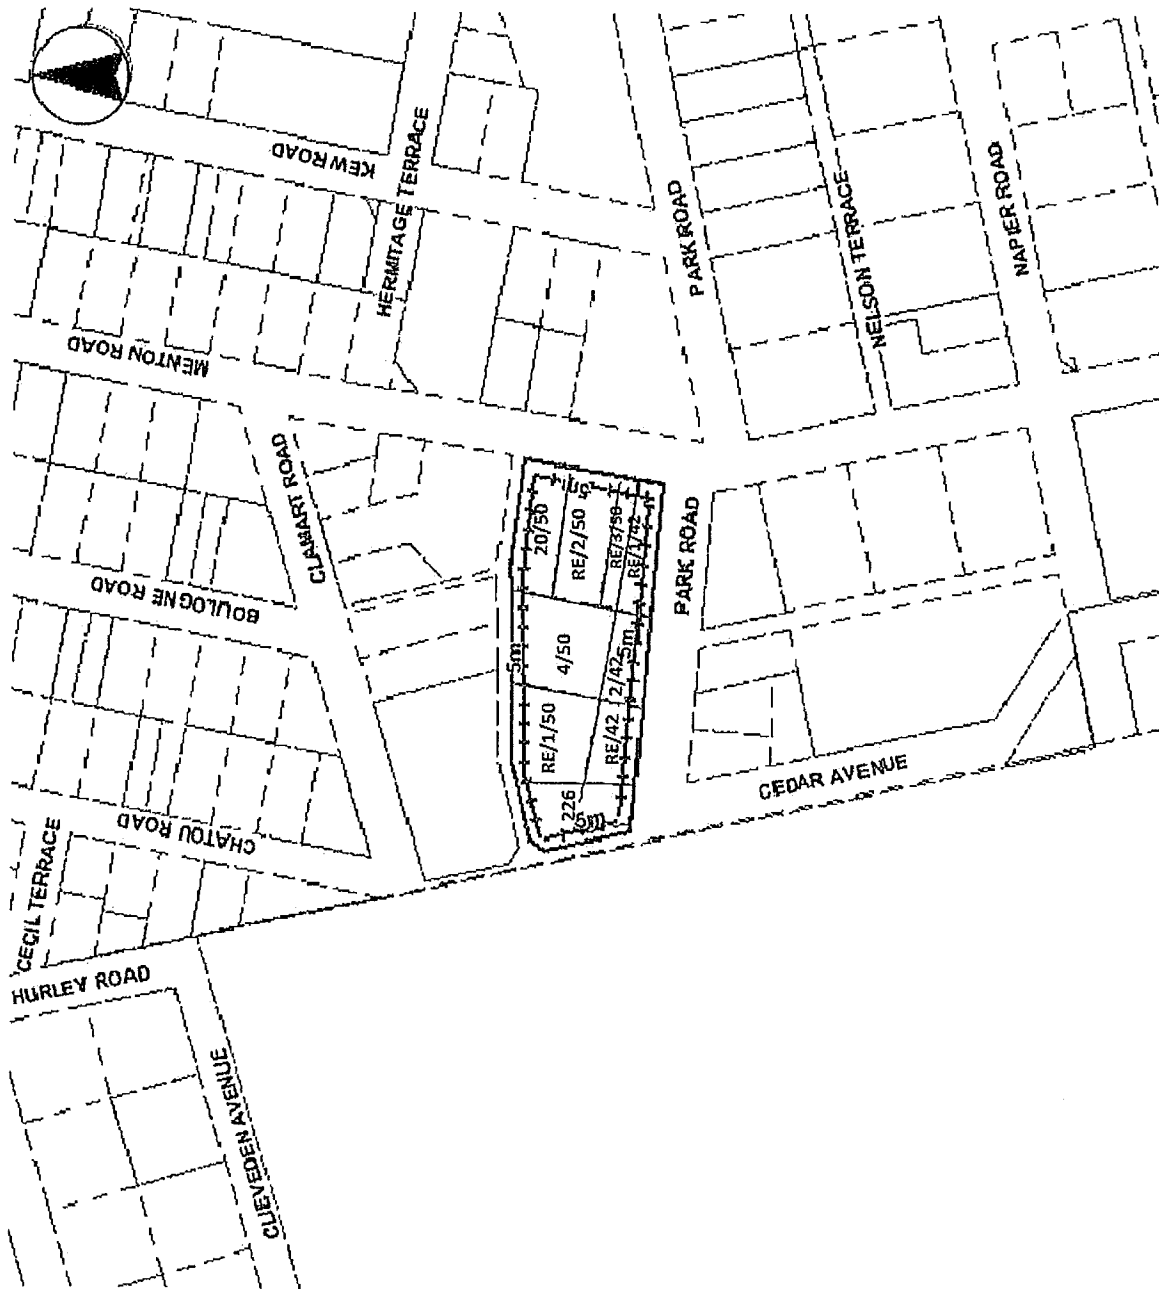 KEW ROAD
HERMITAGE TERRACE
PARK ROAD
NELSON TERRACE
NAPIER ROAD
MENTON ROAD
CLAMART ROAD
BOULOGNE ROAD
CHATOU ROAD
CECIL TERRACE
HURLEY ROAD
CLIEVEDEN AVENUE
20/50
RE/2/50
RE/3/50
RE/1/42
5m
4/50
5m
2/42
5m
RE/1/50
RE/42
226
5m
PARK ROAD
CEDAR AVENUE